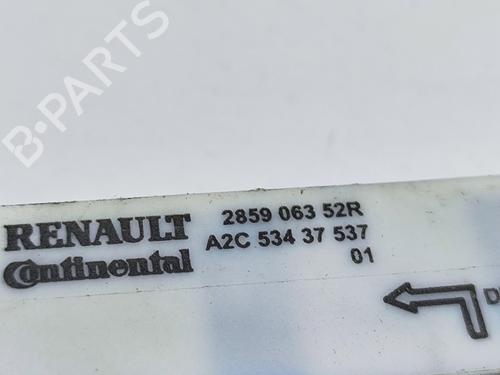 B-PARTS
RENAULT 2859 063 52R
Continental A2C 534 37 537
01